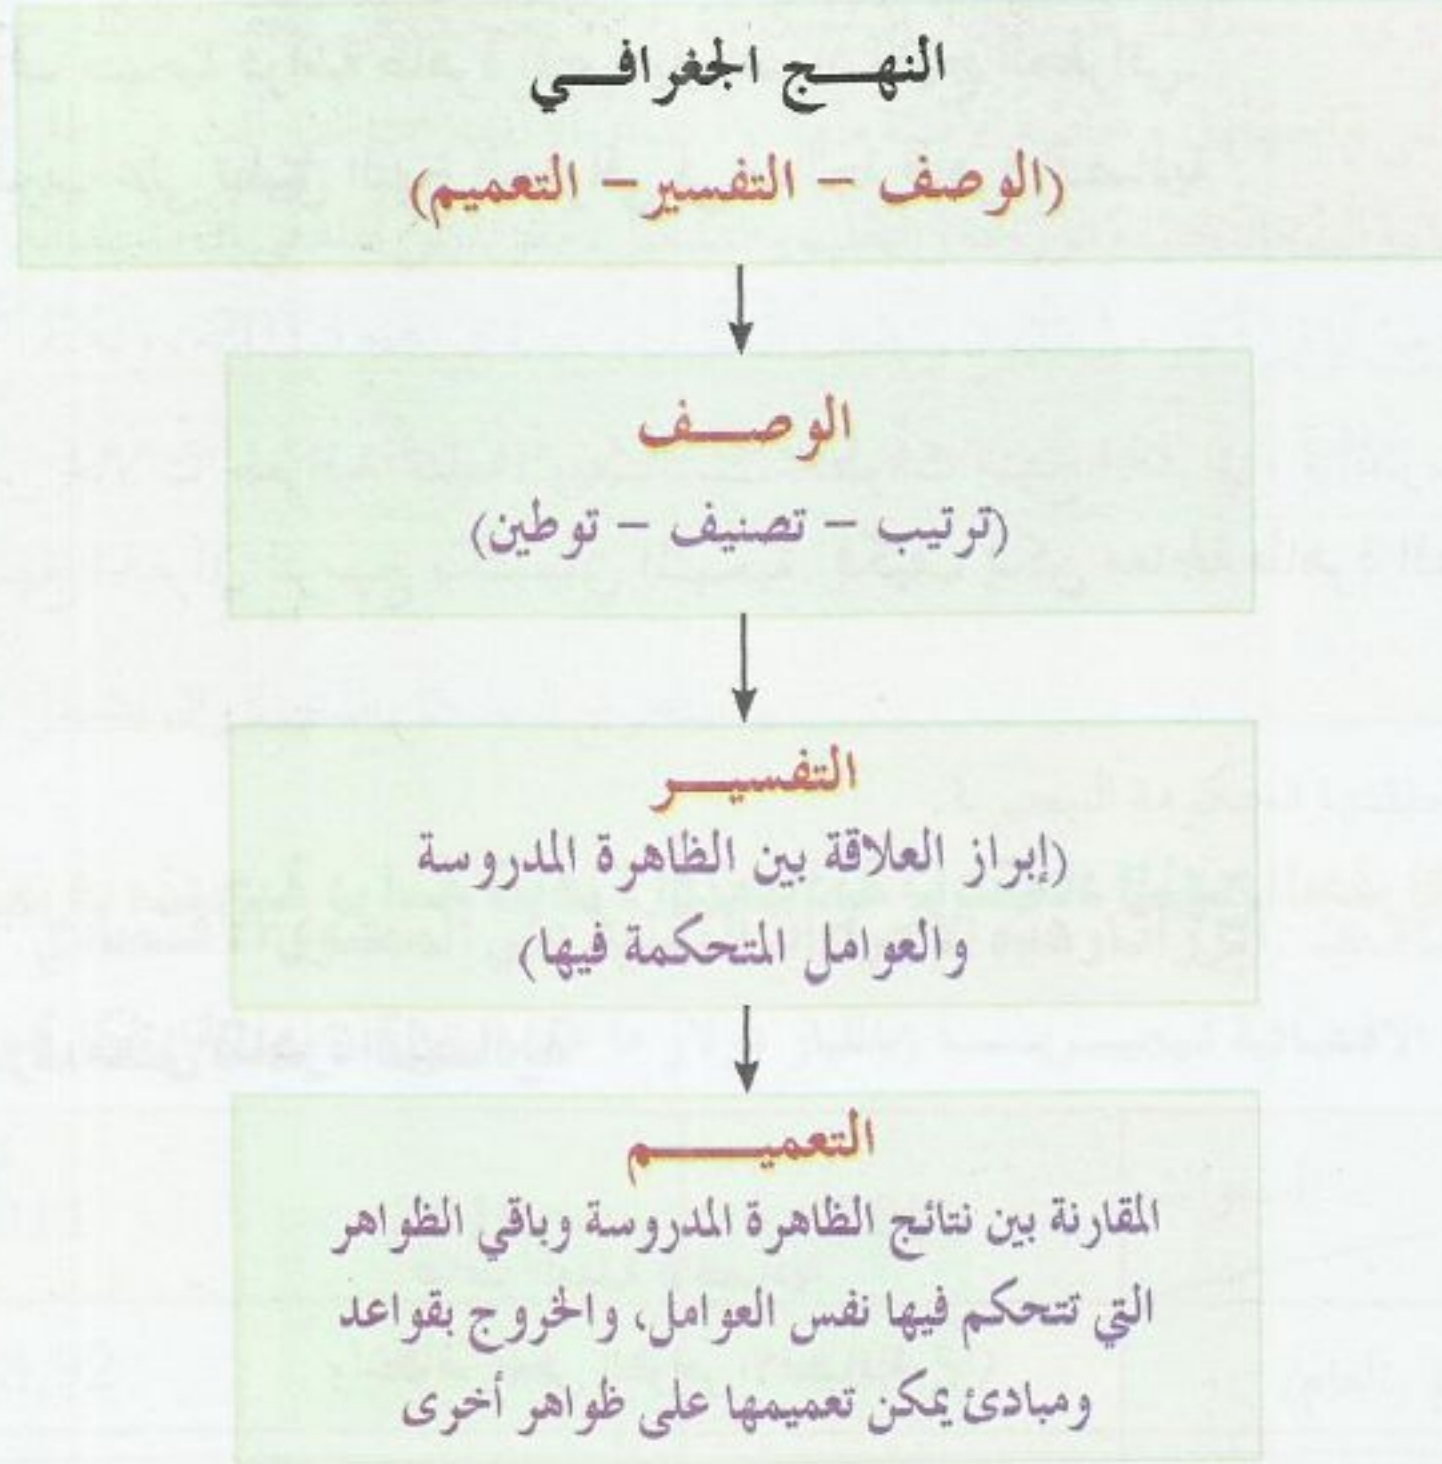 النهج الجغرافي
(الوصف – التفسير – التعميم)
الوصف
(ترتيب – تصنيف – توطين)
التفسير
(إبراز العلاقة بين الظاهرة المدروسة
والعوامل المتحكمة فيها)
التعميم
المقارنة بين نتائج الظاهرة المدروسة وباقي الظواهر
التي تتحكم فيها نفس العوامل، والخروج بقواعد
ومبادئ يمكن تعميمها على ظواهر أخرى